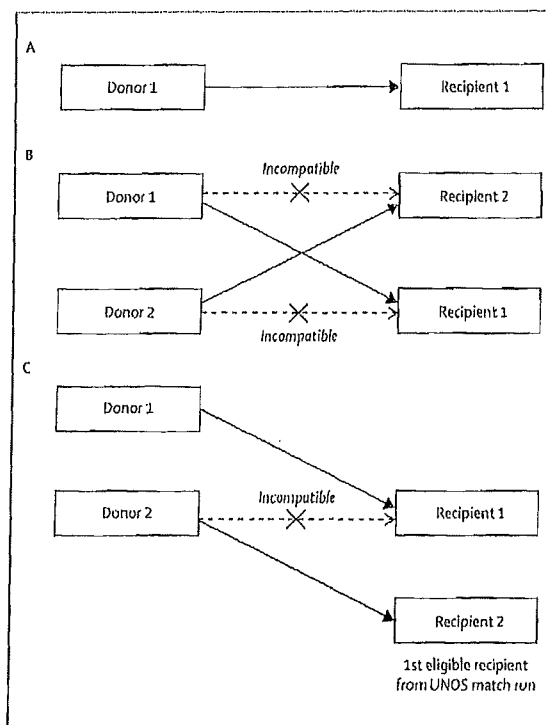 A
Donor 1
Recipient 1
B
Incompatible
Donor 1
Recipient 2
Donor 2
Recipient 1
Incompatible
C
Donor 1
Incompatible
Donor 2
Recipient 1
Recipient 2
1st eligible recipient
from UNOS match run